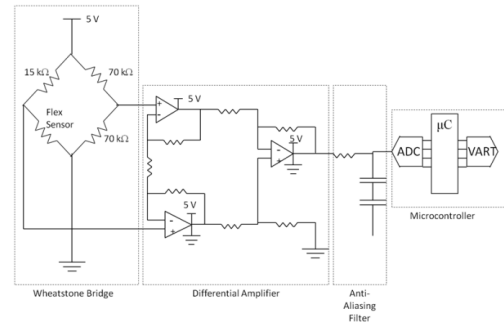 5 V
15 kΩ
70 kΩ
Flex
Sensor
70 kΩ
5 V
5 V
5 V
μC
ADC
VART
Microcontroller
Wheatstone Bridge
Differential Amplifier
Anti-
Aliasing
Filter